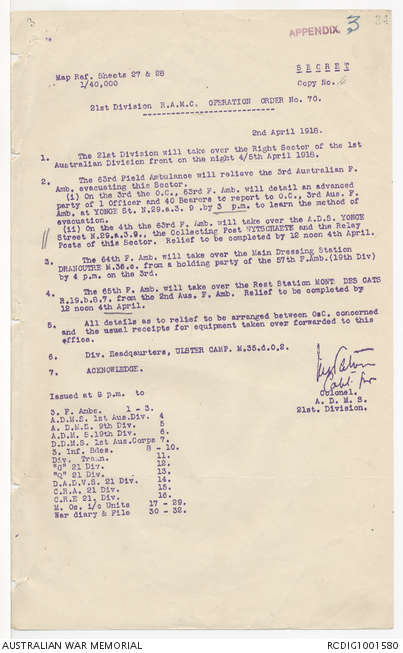 APPENDIX 3
3
SECRET
Map Ref. Sheets 27 & 28
1/40,000
Copy No.
21st Division R.A.M.C. OPERATION ORDER No. 70.
2nd April 1918.
1. The 21st Division will take over the Right Sector of the 1st
Australian Division front on the night 4/5th April 1918.
2. The 63rd Field Ambulance will relieve the 3rd Australian F.
Amb. evacuating this Sector.
(i) On the 3rd the O.C., 63rd F. Amb. will detail an advanced
party of 1 Officer and 40 Bearers to report to O.C., 3rd Aus. F.
Amb. at YONGE St. N.29.a.3. 9 .by 3 p.m. to learn the method of
evacuation.
(ii) On the 4th the 63rd F. Amb. will take over the A.D.S. YONGE
Street N.29.a.3.9., the Collecting Post WYTSCHAETE and the Relay
Posts of this Sector. Relief to be completed by 12 noon 4th April.
3. The 64th F. Amb. will take over the Main Dressing Station
DRANOUTRE M.36.c. from a holding party of the 57th F.Amb.(19th Div)
by 4 p.m. on the 3rd.
4. The 65th F. Amb. will take over the Rest Station MONT DES CATS
R.19.b.8.7. from the 2nd Aus. F. Amb. Relief to be completed by
12 noon 4th April.
5. All details as to relief to be arranged between OsC. concerned
and the usual receipts for equipment taken over forwarded to this
office.
6. Div. Headquarters, ULSTER CAMP. M.35.d.0,2.
7. ACKNOWLEDGE.
Colonel.
A. D. M. S.
21st. Division.
Issued at 9 p.m. to
3. F. Ambs. 1 - 3.
A.D.M.S. 1st Aus.Div. 4
A. D.M.S. 9th Div. 5
A.D.M. S.19th Div. 6.
D.D.M.S. 1st Aus.Corps 7.
3. Inf. Bdes. 8 - 10.
Div. Train. 11.
"G" 21 Div. 12.
"Q" 21 Div. 13.
D.A.D.V.S. 21 Div. 14.
C.R.A. 21 Div. 15.
C.R.E 21 Div. 16.
M. Os. i/c Units 17 - 29.
War diary & File 30 - 32.
AUSTRALIAN WAR MEMORIAL
RCDIG1001580